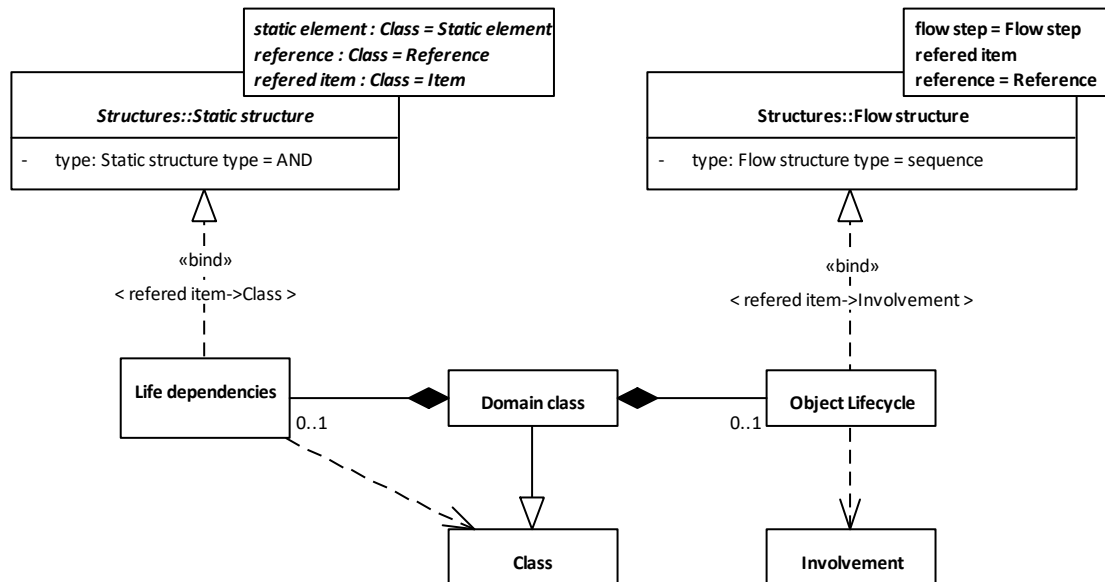 static element : Class = Static element
reference : Class = Reference
refered item : Class = Item
flow step = Flow step
refered item
reference = Reference
Structures::Static structure
- type: Static structure type = AND
Structures::Flow structure
- type: Flow structure type = sequence
«bind»
< refered item->Class >
«bind»
< refered item->Involvement >
Life dependencies
Domain class
Object Lifecycle
0..1
0..1
Class
Involvement